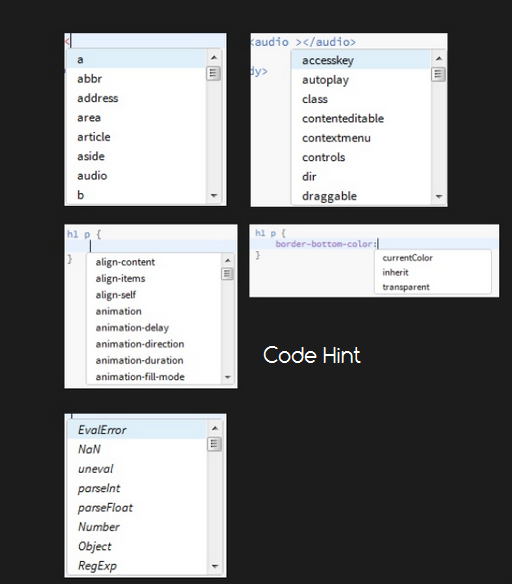 <
a
abbr
address
area
article
aside
audio
b
<audio ></audio>
dy>
accesskey
autoplay
class
contenteditable
contextmenu
controls
dir
draggable
h1 p {
}
align-content
align-items
align-self
animation
animation-delay
animation-direction
animation-duration
animation-fill-mode
h1 p {
border-bottom-color:
}
currentColor
inherit
transparent
Code Hint
EvalError
NaN
uneval
parseInt
parseFloat
Number
Object
RegExp